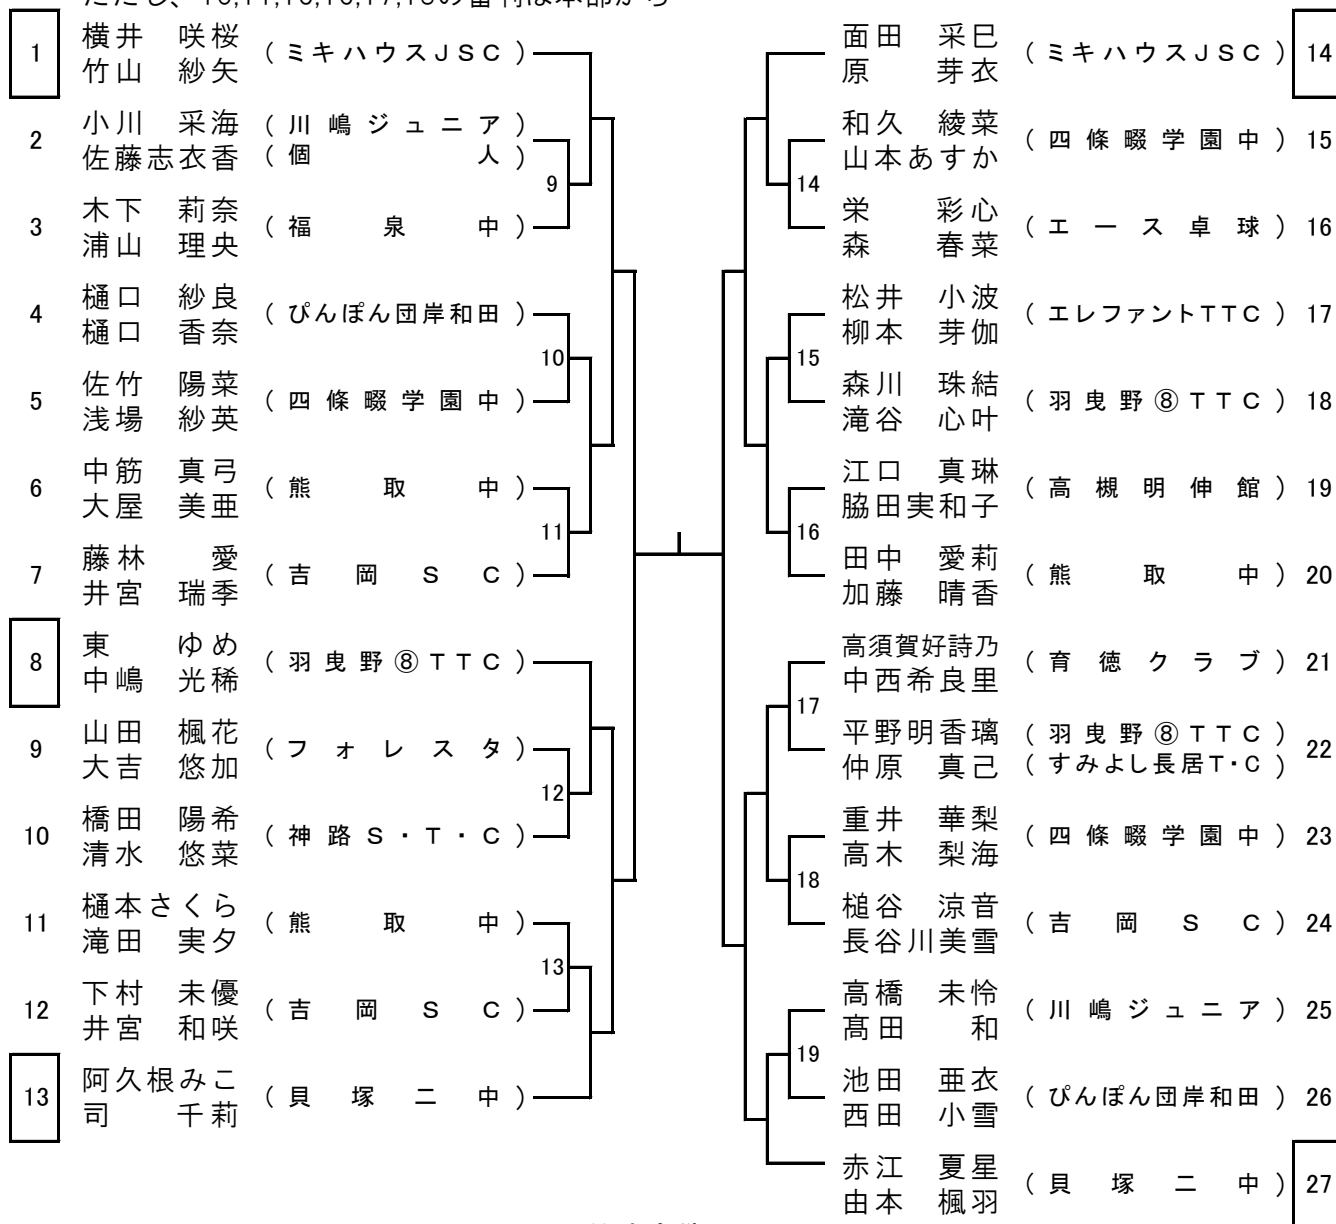 1 横井 咲桜 (ミキハウスJSC)
竹山 紗矢
2 小川 采海 (川嶋ジュニア)
佐藤志衣香 (個人)
9
3 木下 莉奈 (福泉中)
浦山 理央
4 樋口 紗良 (ぴんぽん団岸和田)
樋口 香奈
10
5 佐竹 陽菜 (四條畷学園中)
浅場 紗英
6 中筋 真弓 (熊取中)
大屋 美亜
11
7 藤林 愛 (吉岡SC)
井宮 瑞季
8 東 ゆめ (羽曳野⑧TTC)
中嶋 光稀
9 山田 楓花 (フォレスタ)
大吉 悠加
12
10 橋田 陽希 (神路S・T・C)
清水 悠菜
11 樋本さくら (熊取中)
滝田 実夕
13
12 下村 未優 (吉岡SC)
井宮 和咲
13 阿久根みこ (貝塚二中)
司 千莉
面田 采巳 (ミキハウスJSC) 14
原 芽衣
和久 綾菜 (四條畷学園中) 15
山本あすか
14
栄 彩心 (エース卓球) 16
森 春菜
松井 小波 (エレファントTTC) 17
柳本 芽伽
15
森川 珠結 (羽曳野⑧TTC) 18
滝谷 心叶
江口 真琳 (高槻明伸館) 19
脇田実和子
16
田中 愛莉 (熊取中) 20
加藤 晴香
高須賀好詩乃 (育徳クラブ) 21
中西希良里
17
平野明香璃 (羽曳野⑧TTC) 22
仲原 真己 (すみよし長居T・C)
重井 華梨 (四條畷学園中) 23
高木 梨海
18
槌谷 涼音 (吉岡SC) 24
長谷川美雪
高橋 未怜 (川嶋ジュニア) 25
髙田 和
19
池田 亜衣 (ぴんぽん団岸和田) 26
西田 小雪
赤江 夏星 (貝塚二中) 27
由本 楓羽